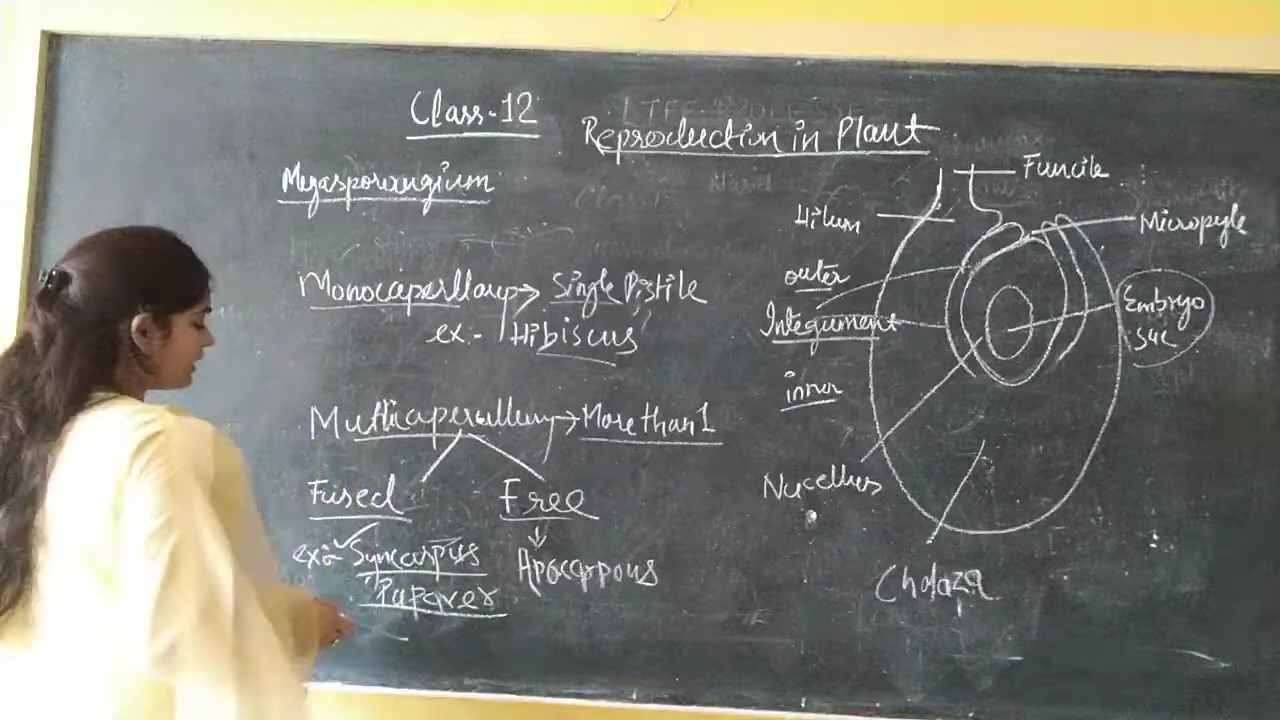 Class-12
Reproduction in Plant
Megasporangium
Monocaperllary → Single Pistile
ex:- Hibiscus
Multicaperallary → More than 1
Fused
Free
ex:- Syncarpus
Apocarpous
Papaver
Funcile
Hilum
Micropyle
outer
Integument
Embryo
Sac
inner
Nucellus
Chalaza